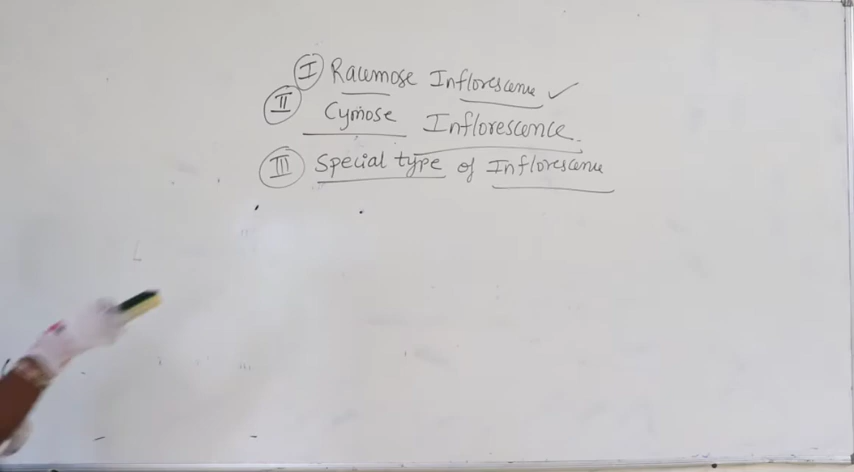 I Racemose Inflorescence ✓
II Cymose Inflorescence.
III Special type of Inflorescence